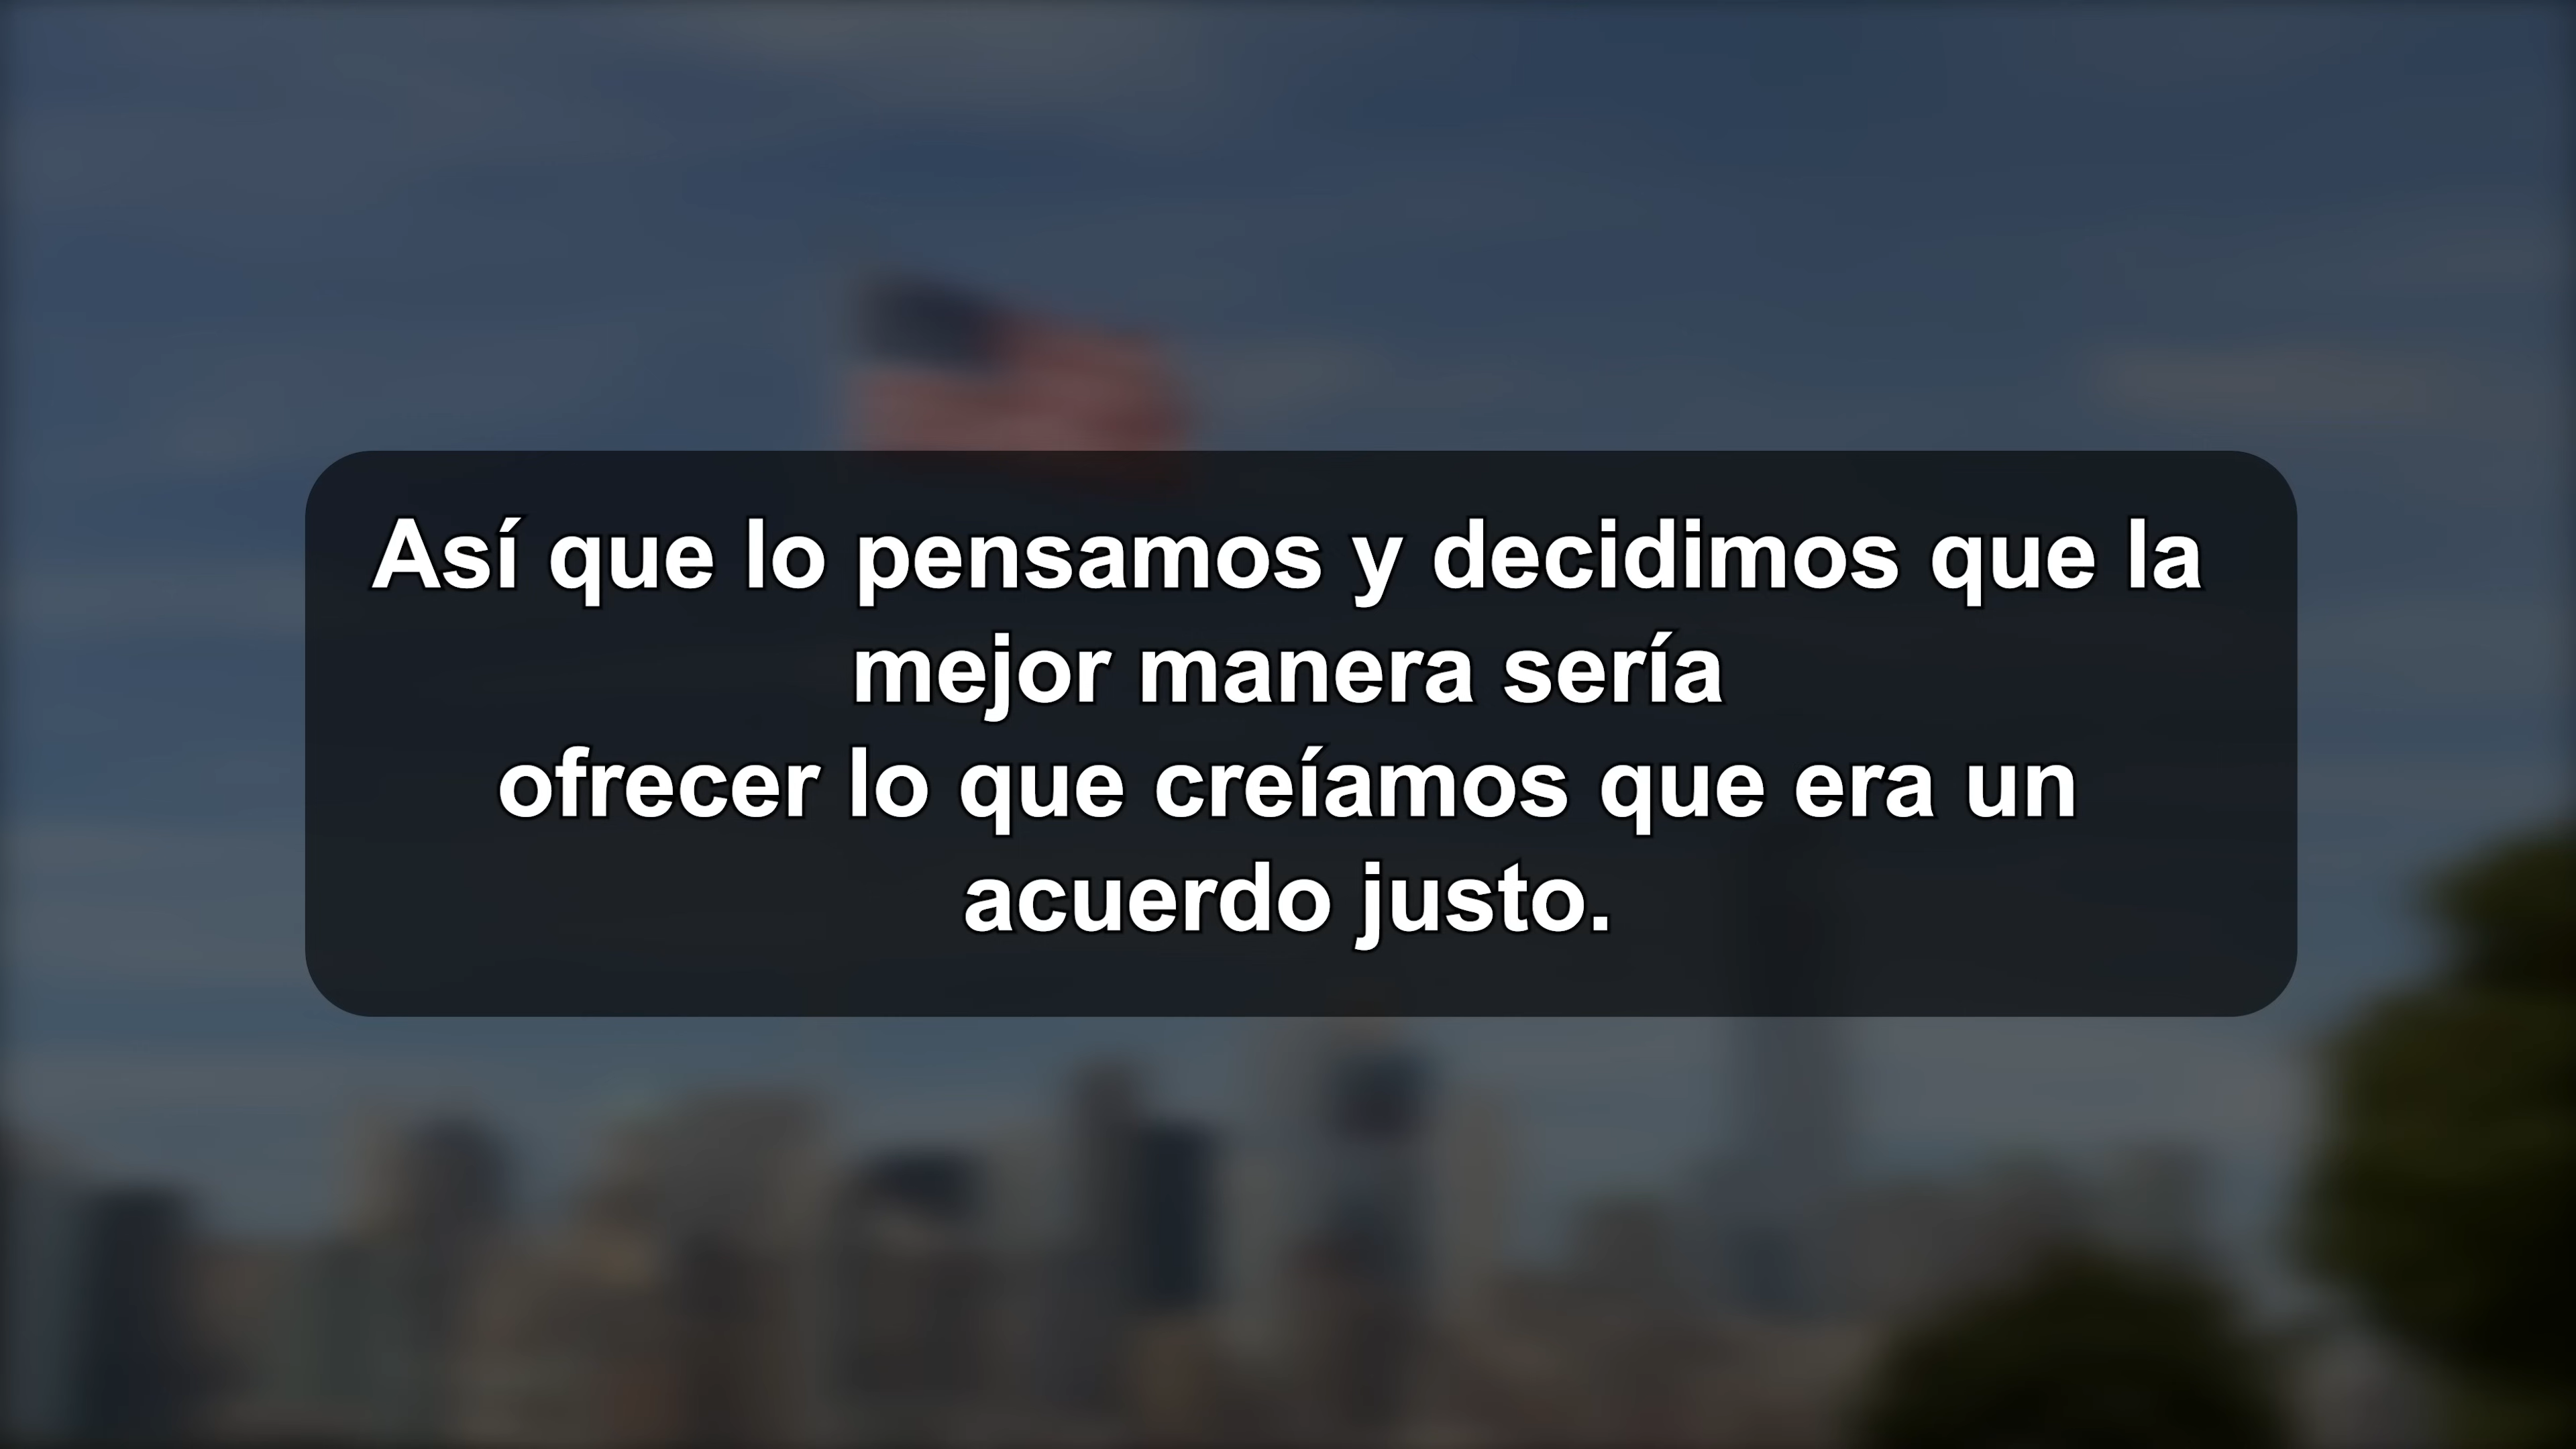 Así que lo pensamos y decidimos que la
mejor manera sería
ofrecer lo que creíamos que era un
acuerdo justo.